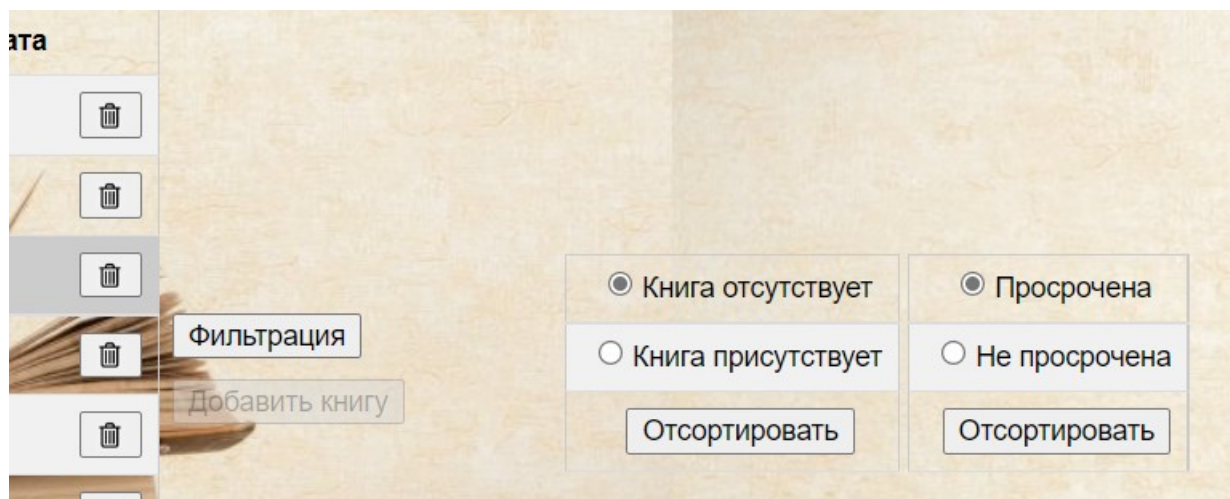 ата
Книга отсутствует
Просрочена
Фильтрация
Книга присутствует
Не просрочена
Добавить книгу
Отсортировать
Отсортировать